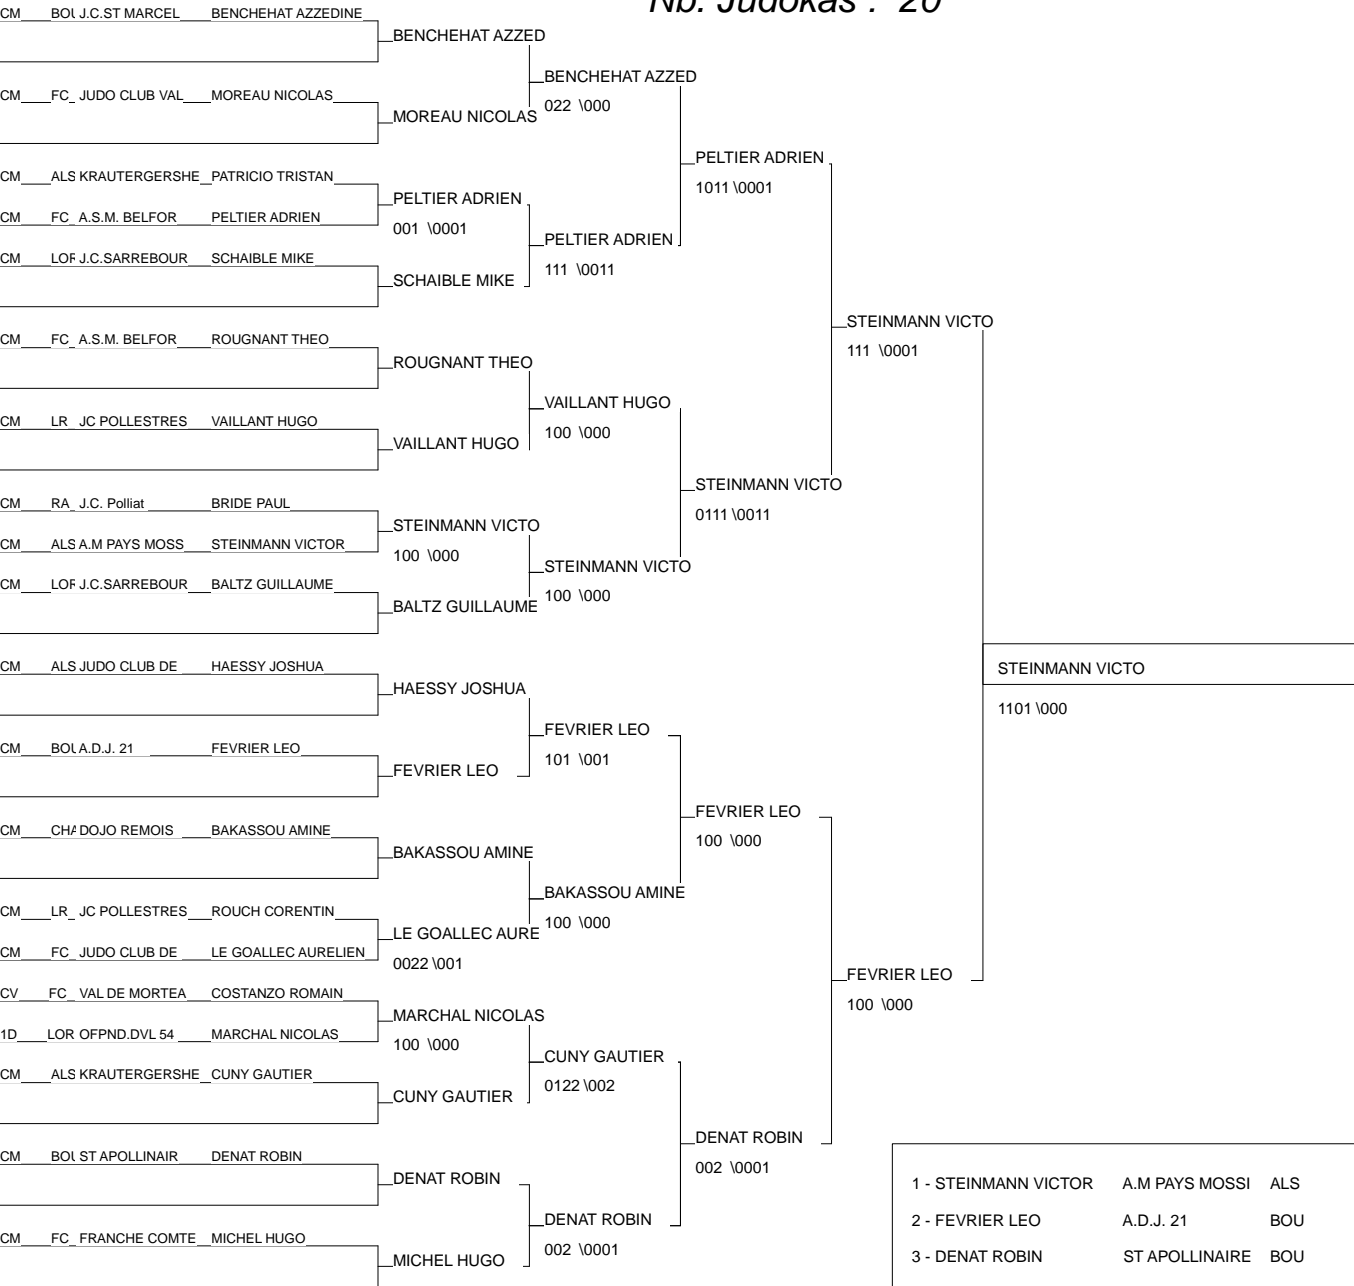 Nb. Judokas : 20
CM BOU J.C.ST MARCEL BENCHEHAT AZZEDINE
BENCHEHAT AZZED
BENCHEHAT AZZED
022 \000
CM FC JUDO CLUB VAL MOREAU NICOLAS
MOREAU NICOLAS
PELTIER ADRIEN
1011 \0001
CM ALS KRAUTERGERSHE PATRICIO TRISTAN
PELTIER ADRIEN
001 \0001
CM FC A.S.M. BELFOR PELTIER ADRIEN
PELTIER ADRIEN
111 \0011
CM LOR J.C.SARREBOUR SCHAIBLE MIKE
SCHAIBLE MIKE
STEINMANN VICTO
111 \0001
CM FC A.S.M. BELFOR ROUGNANT THEO
ROUGNANT THEO
VAILLANT HUGO
100 \000
CM LR JC POLLESTRES VAILLANT HUGO
VAILLANT HUGO
STEINMANN VICTO
0111 \0011
CM RA J.C. Polliat BRIDE PAUL
STEINMANN VICTO
100 \000
CM ALS A.M PAYS MOSS STEINMANN VICTOR
STEINMANN VICTO
100 \000
CM LOR J.C.SARREBOUR BALTZ GUILLAUME
BALTZ GUILLAUME
STEINMANN VICTO
1101 \000
CM ALS JUDO CLUB DE HAESSY JOSHUA
HAESSY JOSHUA
FEVRIER LEO
101 \001
CM BOU A.D.J. 21 FEVRIER LEO
FEVRIER LEO
FEVRIER LEO
100 \000
CM CHA DOJO REMOIS BAKASSOU AMINE
BAKASSOU AMINE
BAKASSOU AMINE
100 \000
CM LR JC POLLESTRES ROUCH CORENTIN
LE GOALLEC AURE
0022 \001
CM FC JUDO CLUB DE LE GOALLEC AURELIEN
FEVRIER LEO
100 \000
CV FC VAL DE MORTEA COSTANZO ROMAIN
MARCHAL NICOLAS
100 \000
1D LOR OFPND.DVL 54 MARCHAL NICOLAS
CUNY GAUTIER
0122 \002
CM ALS KRAUTERGERSHE CUNY GAUTIER
CUNY GAUTIER
DENAT ROBIN
002 \0001
CM BOU ST APOLLINAIR DENAT ROBIN
DENAT ROBIN
DENAT ROBIN
002 \0001
CM FC FRANCHE COMTE MICHEL HUGO
MICHEL HUGO
1 - STEINMANN VICTOR A.M PAYS MOSSI ALS
2 - FEVRIER LEO A.D.J. 21 BOU
3 - DENAT ROBIN ST APOLLINAIRE BOU